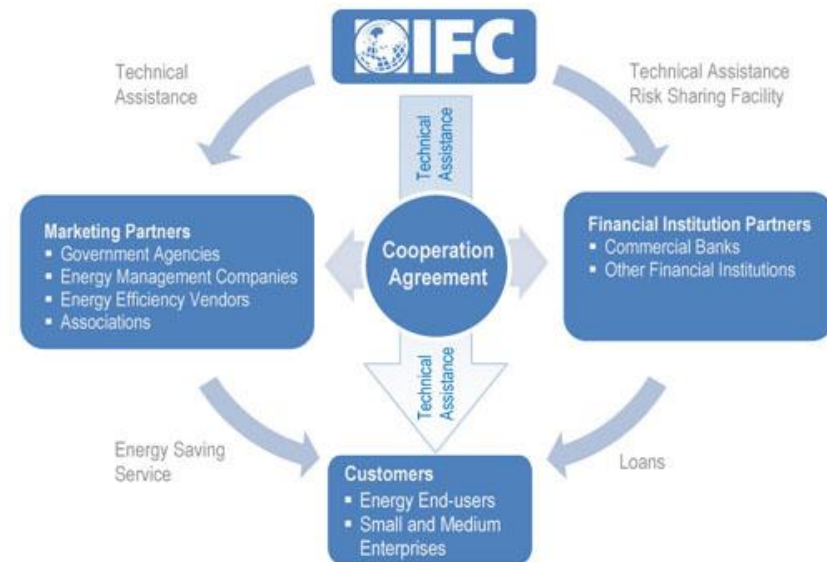 IFC
Technical
Assistance
Technical Assistance
Risk Sharing Facility
Technical
Assistance
Marketing Partners
▪ Government Agencies
▪ Energy Management Companies
▪ Energy Efficiency Vendors
▪ Associations
Cooperation
Agreement
Financial Institution Partners
▪ Commercial Banks
▪ Other Financial Institutions
Technical
Assistance
Energy Saving
Service
Loans
Customers
▪ Energy End-users
▪ Small and Medium
Enterprises